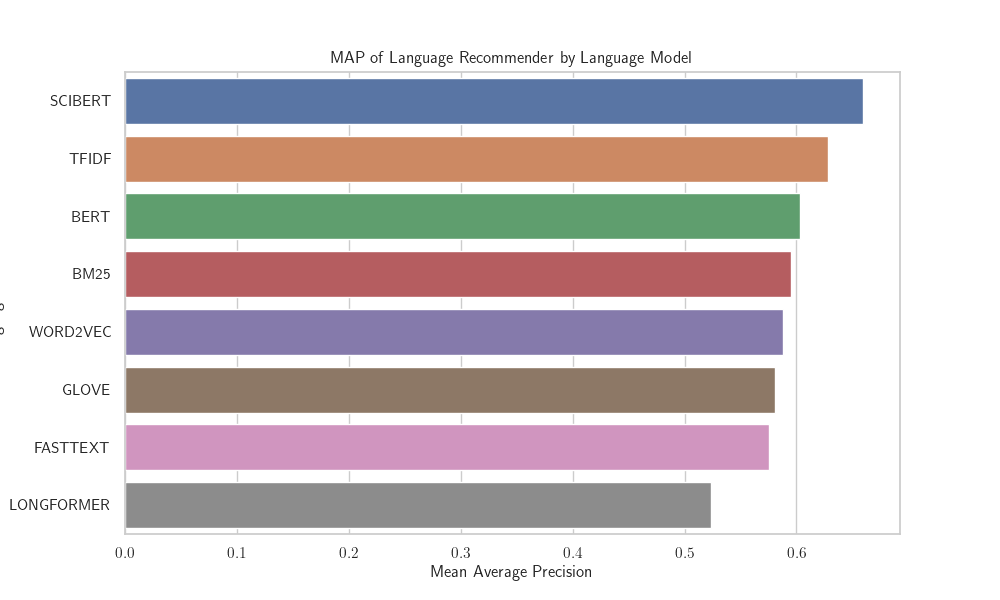 MAP of Language Recommender by Language Model
SCIBERT
TFIDF
BERT
BM25
WORD2VEC
GLOVE
FASTTEXT
LONGFORMER
0.0 0.1 0.2 0.3 0.4 0.5 0.6
Mean Average Precision